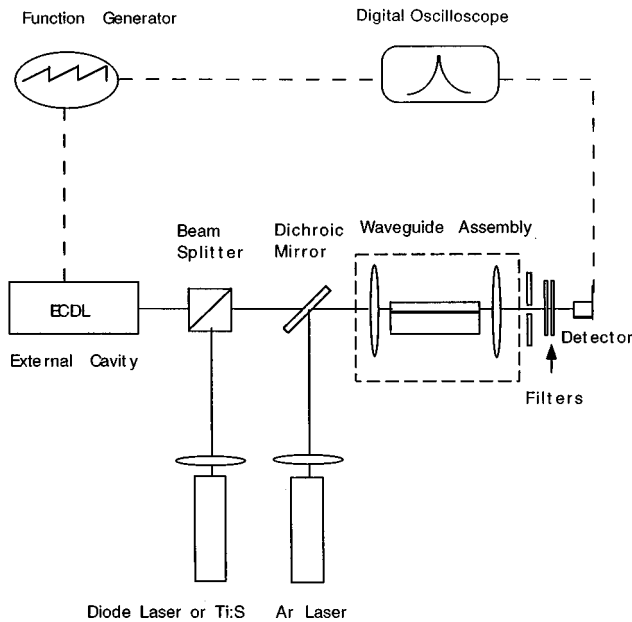 Function Generator
Digital Oscilloscope
Beam
Splitter
Dichroic
Mirror
Waveguide Assembly
ECDL
External Cavity
Detector
Filters
Diode Laser or Ti:S
Ar Laser